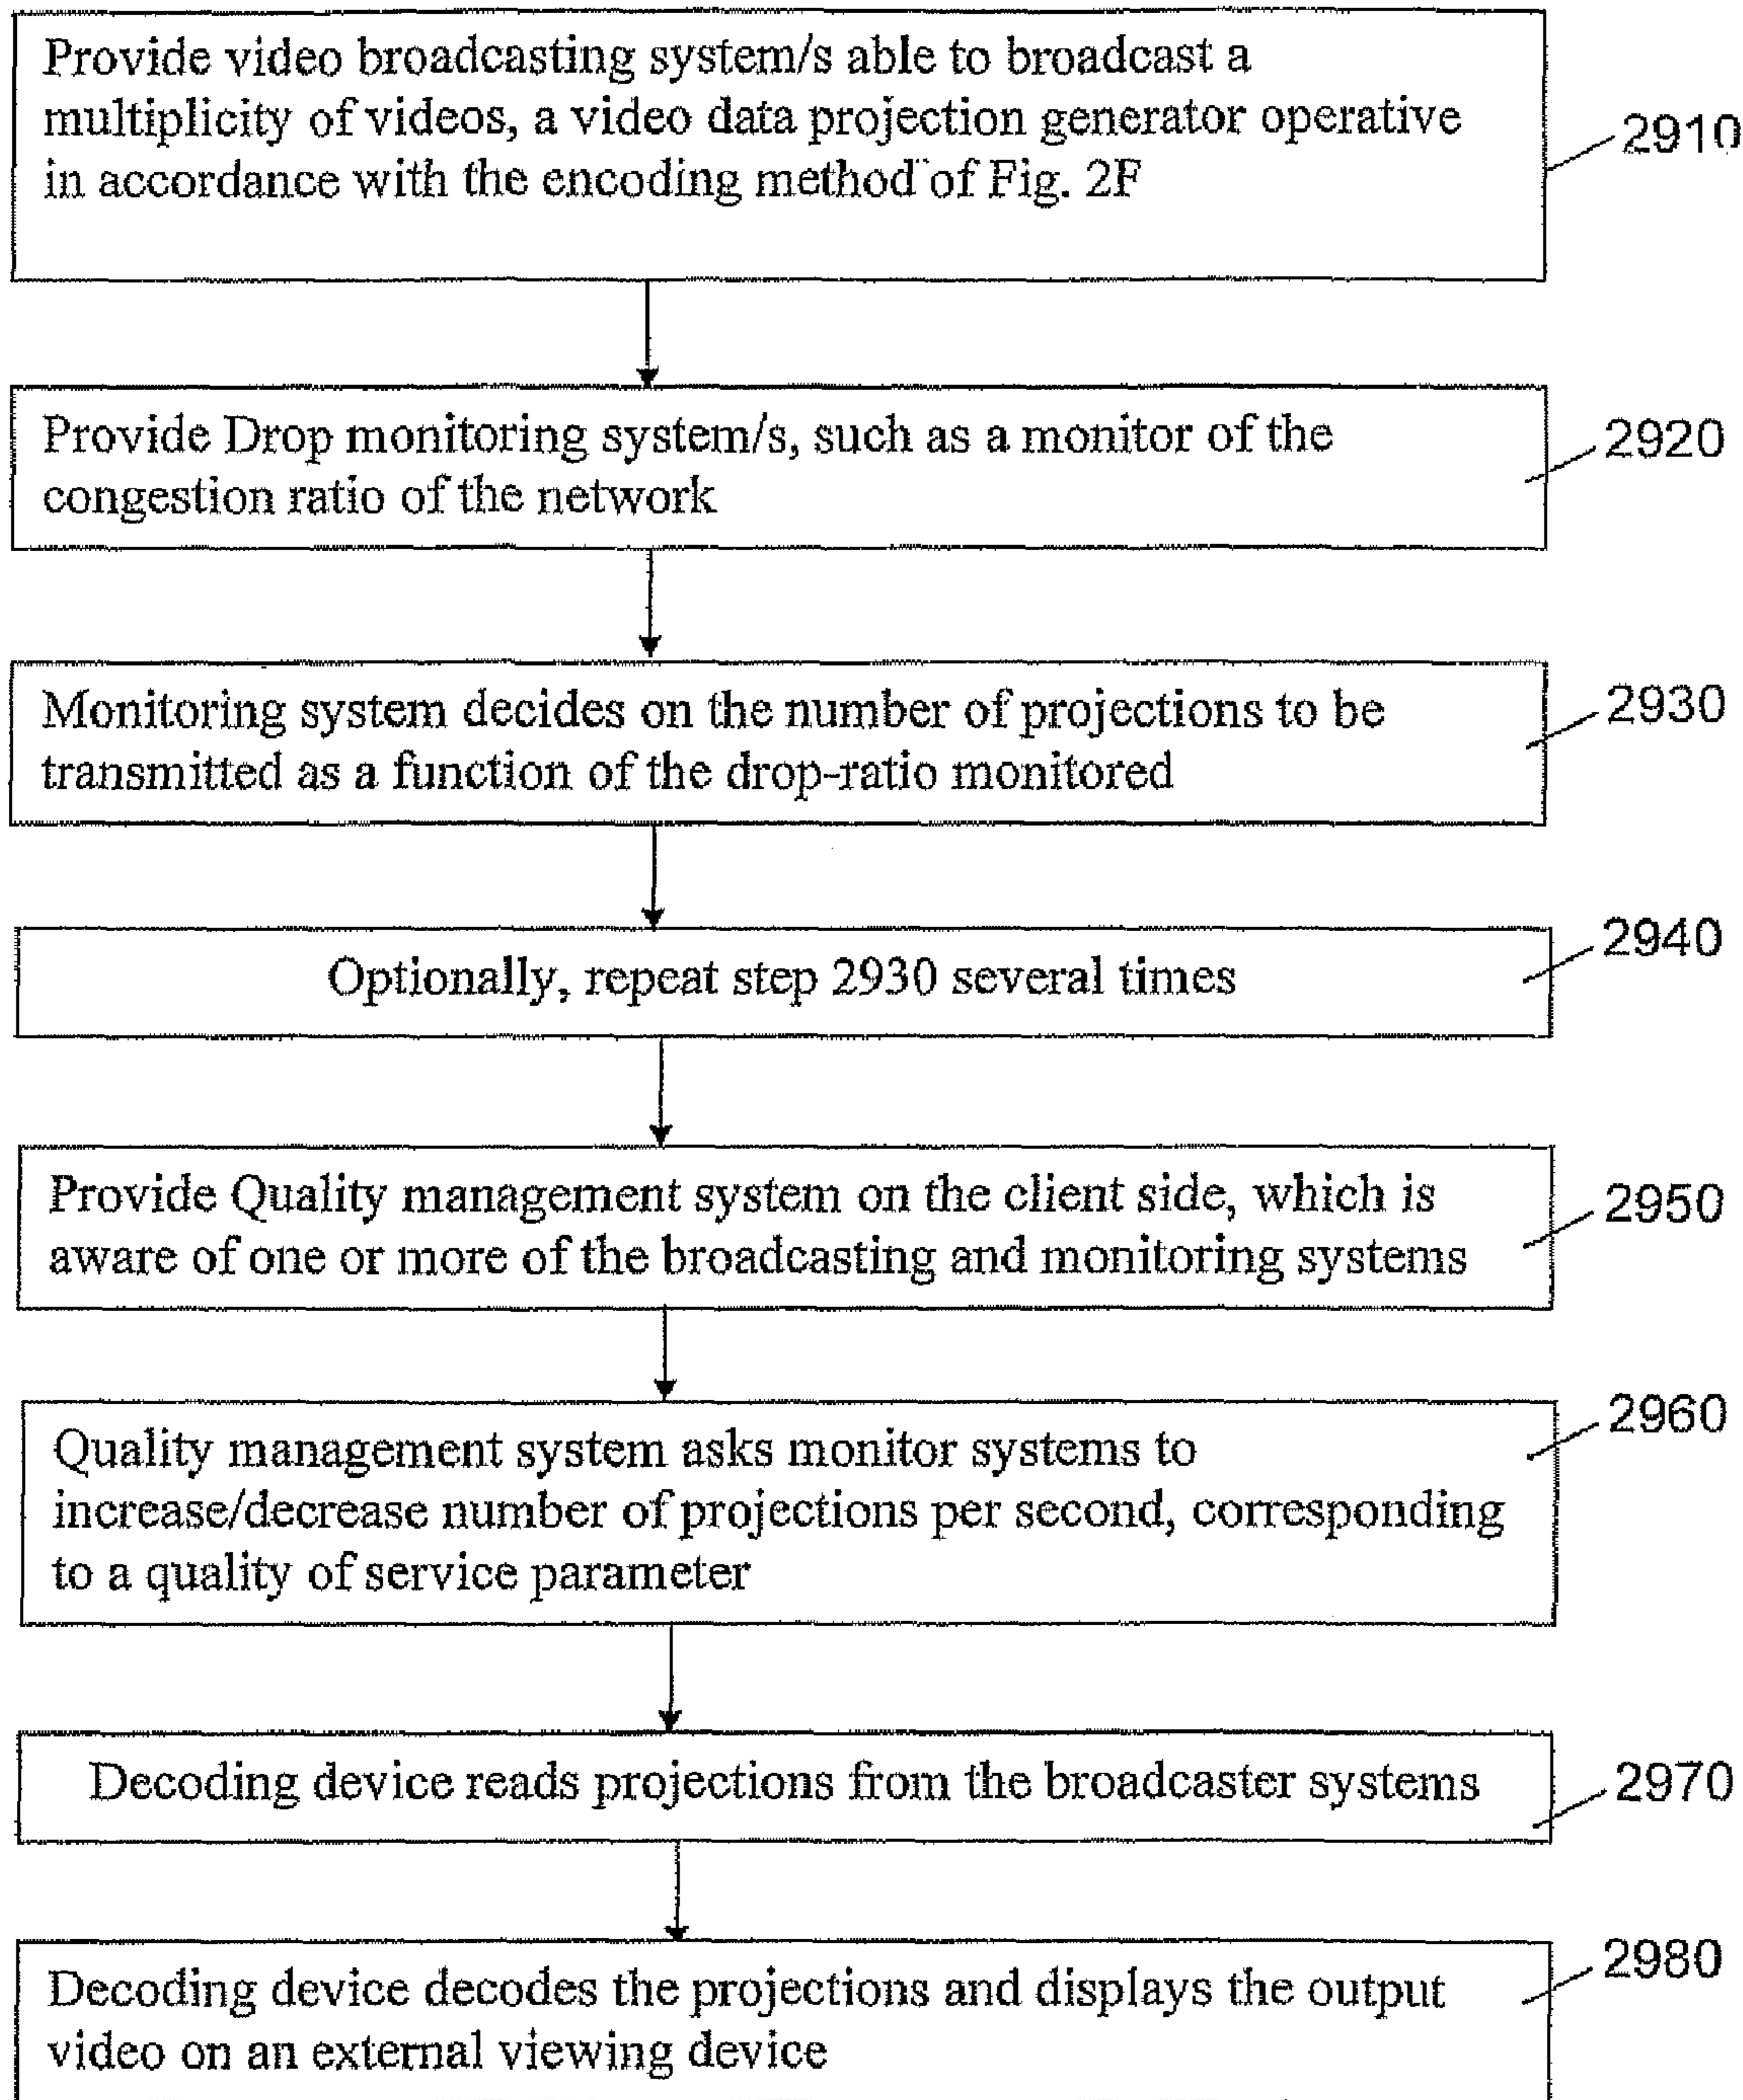 Provide video broadcasting system/s able to broadcast a
multiplicity of videos, a video data projection generator operative
in accordance with the encoding method of Fig. 2F
2910
Provide Drop monitoring system/s, such as a monitor of the
congestion ratio of the network
2920
Monitoring system decides on the number of projections to be
transmitted as a function of the drop-ratio monitored
2930
Optionally, repeat step 2930 several times
2940
Provide Quality management system on the client side, which is
aware of one or more of the broadcasting and monitoring systems
2950
Quality management system asks monitor systems to
increase/decrease number of projections per second, corresponding
to a quality of service parameter
2960
Decoding device reads projections from the broadcaster systems
2970
Decoding device decodes the projections and displays the output
video on an external viewing device
2980